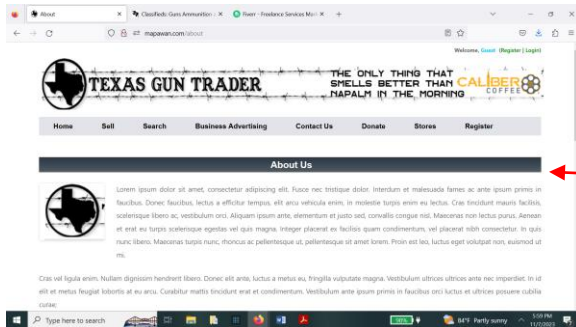 About
Classifieds: Guns Ammunition
Fiverr - Freelance Services Mark
mapawan.com/about
Welcome, Guest (Register | Login)
TEXAS GUN TRADER
THE ONLY THING THAT
SMELLS BETTER THAN
NAPALM IN THE MORNING
CALIBER
COFFEE
Home Sell Search Business Advertising Contact Us Donate Stores Register
About Us
Lorem ipsum dolor sit amet, consectetur adipiscing elit. Fusce nec tristique dolor. Interdum et malesuada fames ac ante ipsum primis in
faucibus. Donec faucibus, lectus a efficitur tempus, elit arcu vehicula enim, in molestie turpis enim eu lectus. Cras tincidunt mauris facilisis,
scelerisque libero ac, vestibulum orci. Aliquam ipsum ante, elementum et justo sed, convallis congue nisl. Maecenas non lectus purus. Aenean
et erat eu turpis scelerisque egestas vel quis magna. Integer placerat ex facilisis quam condimentum, vel placerat nibh consectetur. In quis
nunc libero. Maecenas turpis nunc, rhoncus ac pellentesque ut, pellentesque sit amet lorem. Proin est leo, luctus eget volutpat non, euismod ut
mi.
Cras vel ligula enim. Nullam dignissim hendrerit libero. Donec elit ante, luctus a metus eu, fringilla vulputate magna. Vestibulum ultrices ultrices ante nec imperdiet. In id
elit et metus feugiat lobortis at eu arcu. Curabitur mattis tincidunt erat et condimentum. Vestibulum ante ipsum primis in faucibus orci luctus et ultrices posuere cubilia
curae;
Type here to search
90%
84°F Partly sunny
5:59 PM
11/7/2023